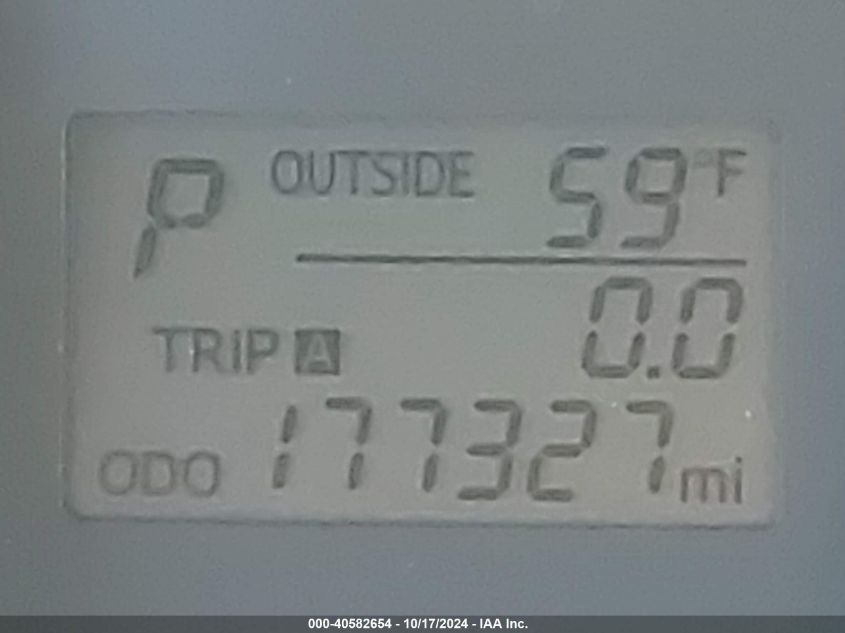 P OUTSIDE 59°F
TRIP A 0.0
ODO 177327 mi
000-40582654 - 10/17/2024 - IAA Inc.